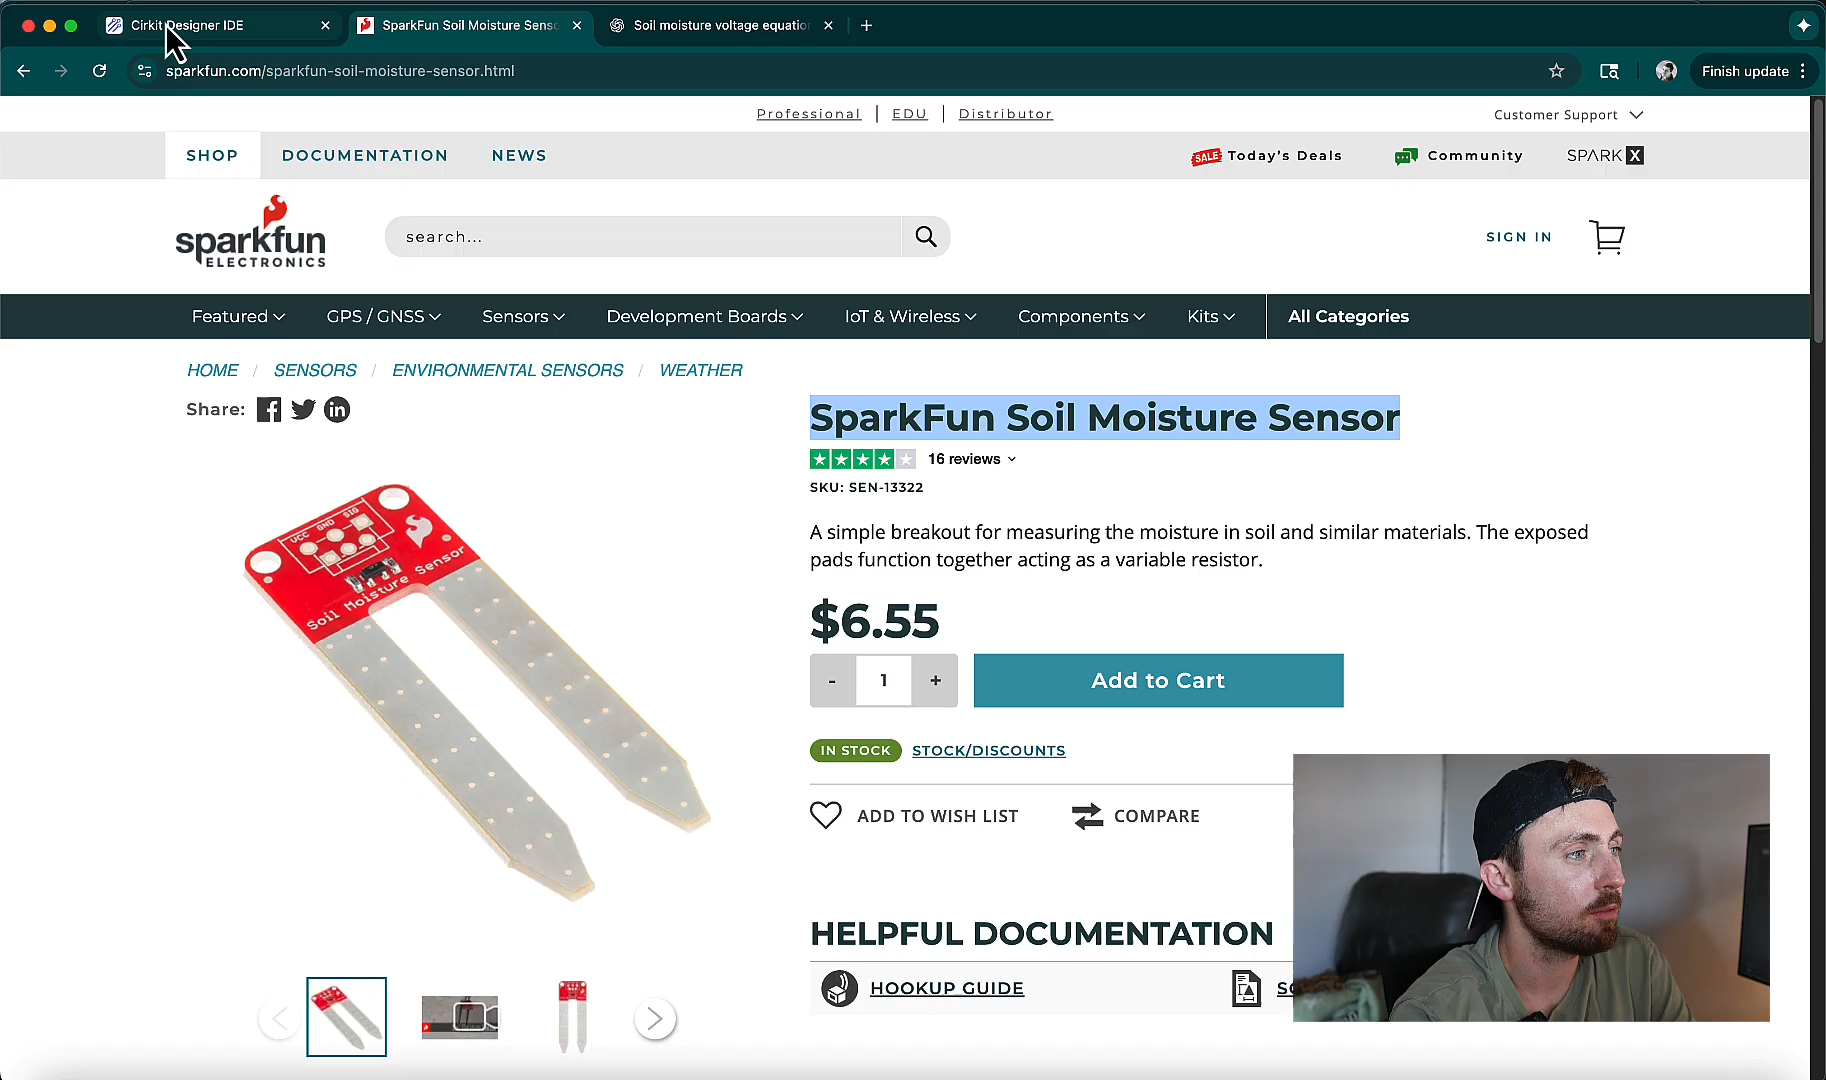 Cirkit Designer IDE
SparkFun Soil Moisture Senso
Soil moisture voltage equation
sparkfun.com/sparkfun-soil-moisture-sensor.html
Finish update
Professional | EDU | Distributor
Customer Support
SHOP DOCUMENTATION NEWS
SALE Today's Deals
Community
SPARK X
sparkfun
ELECTRONICS
search...
SIGN IN
Featured GPS / GNSS Sensors Development Boards IoT & Wireless Components Kits All Categories
HOME / SENSORS / ENVIRONMENTAL SENSORS / WEATHER
Share:
SparkFun Soil Moisture Sensor
16 reviews
SKU: SEN-13322
A simple breakout for measuring the moisture in soil and similar materials. The exposed
pads function together acting as a variable resistor.
$6.55
- 1 +
Add to Cart
IN STOCK STOCK/DISCOUNTS
ADD TO WISH LIST
COMPARE
HELPFUL DOCUMENTATION
HOOKUP GUIDE
VCC GND SIG
Soil Moisture Sensor